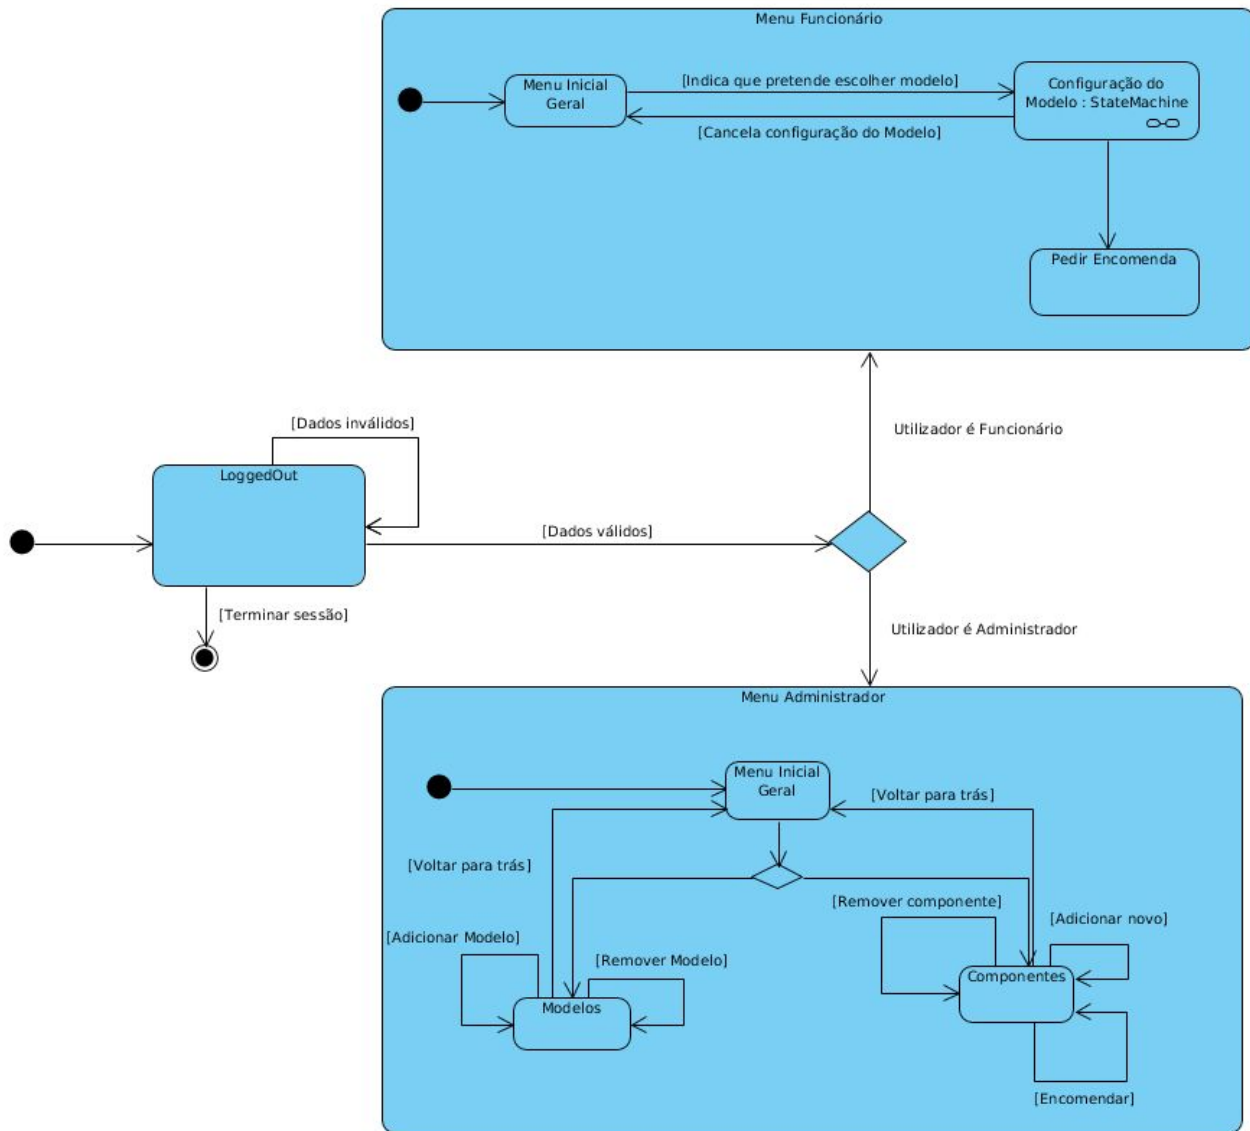 Menu Funcionário
Menu Inicial
Geral
[Indica que pretende escolher modelo]
[Cancela configuração do Modelo]
Configuração do
Modelo : StateMachine
Pedir Encomenda
Utilizador é Funcionário
[Dados inválidos]
LoggedOut
[Dados válidos]
[Terminar sessão]
Utilizador é Administrador
Menu Administrador
Menu Inicial
Geral
[Voltar para trás]
[Voltar para trás]
[Remover componente]
[Adicionar novo]
[Adicionar Modelo]
[Remover Modelo]
Componentes
Modelos
[Encomendar]